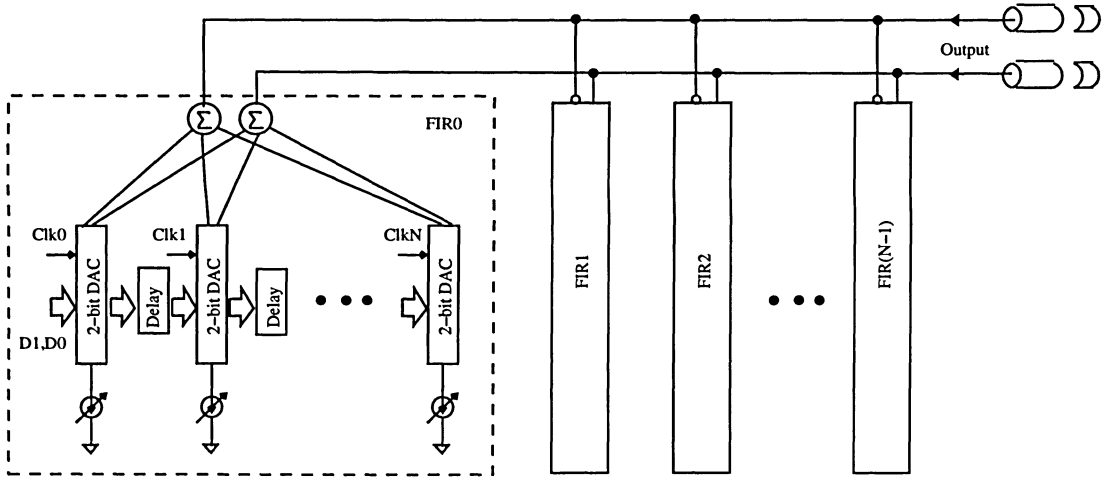 Output
Σ
Σ
FIR0
Clk0
Clk1
ClkN
2-bit DAC
Delay
2-bit DAC
Delay
2-bit DAC
D1,D0
FIR1
FIR2
FIR(N-1)